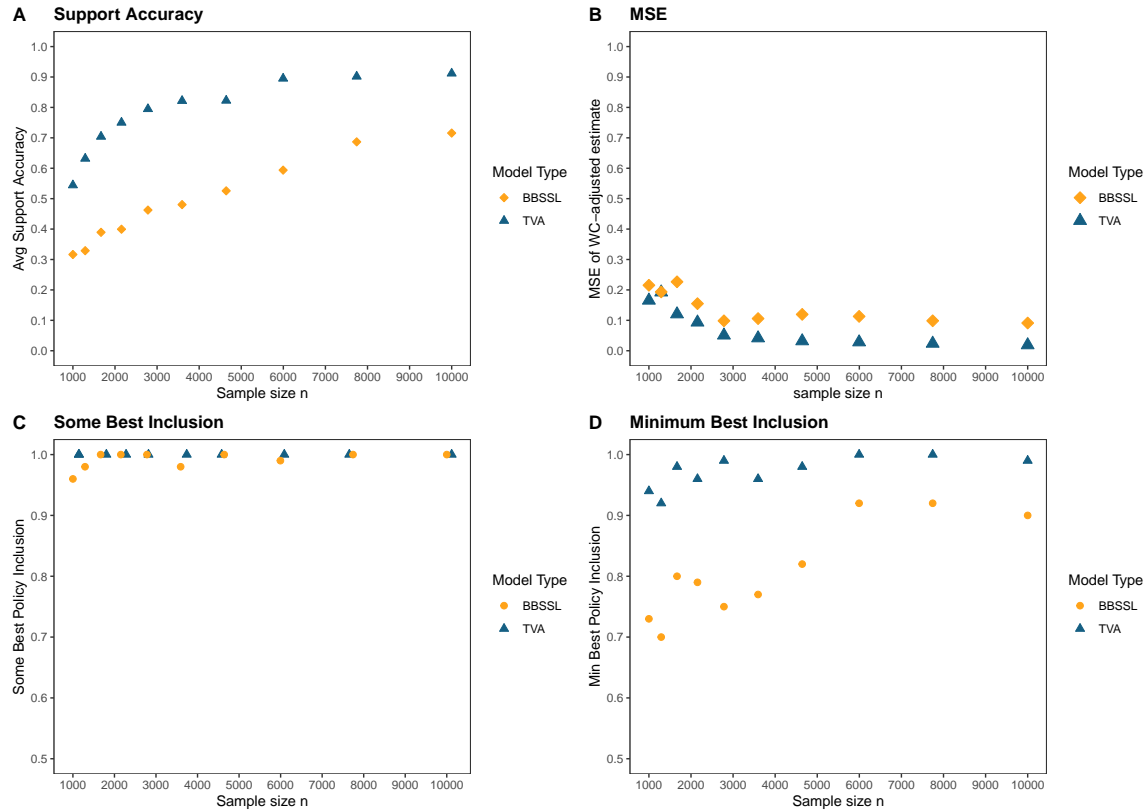 A Support Accuracy
1.0
0.9
0.8
0.7
0.6
0.5
0.4
0.3
0.2
0.1
0.0
Avg Support Accuracy
1000 2000 3000 4000 5000 6000 7000 8000 9000 10000
Sample size n
Model Type
BBSSL
TVA
B MSE
1.0
0.9
0.8
0.7
0.6
0.5
0.4
0.3
0.2
0.1
0.0
MSE of WC−adjusted estimate
1000 2000 3000 4000 5000 6000 7000 8000 9000 10000
sample size n
Model Type
BBSSL
TVA
C Some Best Inclusion
1.0
0.9
0.8
0.7
0.6
0.5
Some Best Policy Inclusion
1000 2000 3000 4000 5000 6000 7000 8000 9000 10000
Sample size n
Model Type
BBSSL
TVA
D Minimum Best Inclusion
1.0
0.9
0.8
0.7
0.6
0.5
Min Best Policy Inclusion
1000 2000 3000 4000 5000 6000 7000 8000 9000 10000
Sample size n
Model Type
BBSSL
TVA